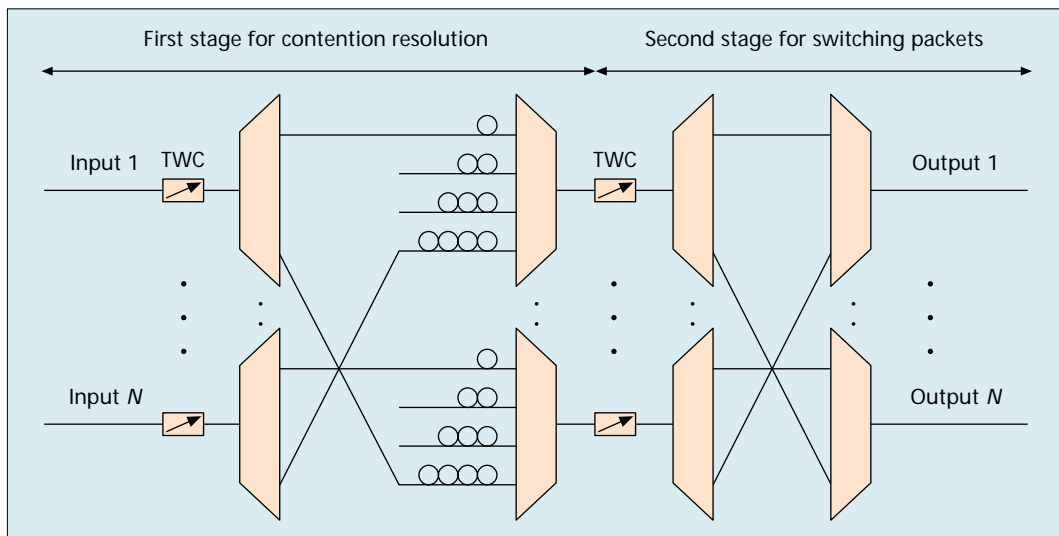 First stage for contention resolution
Second stage for switching packets
Input 1
TWC
TWC
Output 1
Input N
Output N